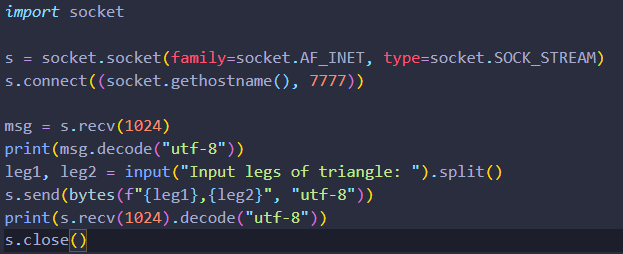 import socket

s = socket.socket(family=socket.AF_INET, type=socket.SOCK_STREAM)
s.connect((socket.gethostname(), 7777))

msg = s.recv(1024)
print(msg.decode("utf-8"))
leg1, leg2 = input("Input legs of triangle: ").split()
s.send(bytes(f"{leg1},{leg2}", "utf-8"))
print(s.recv(1024).decode("utf-8"))
s.close()